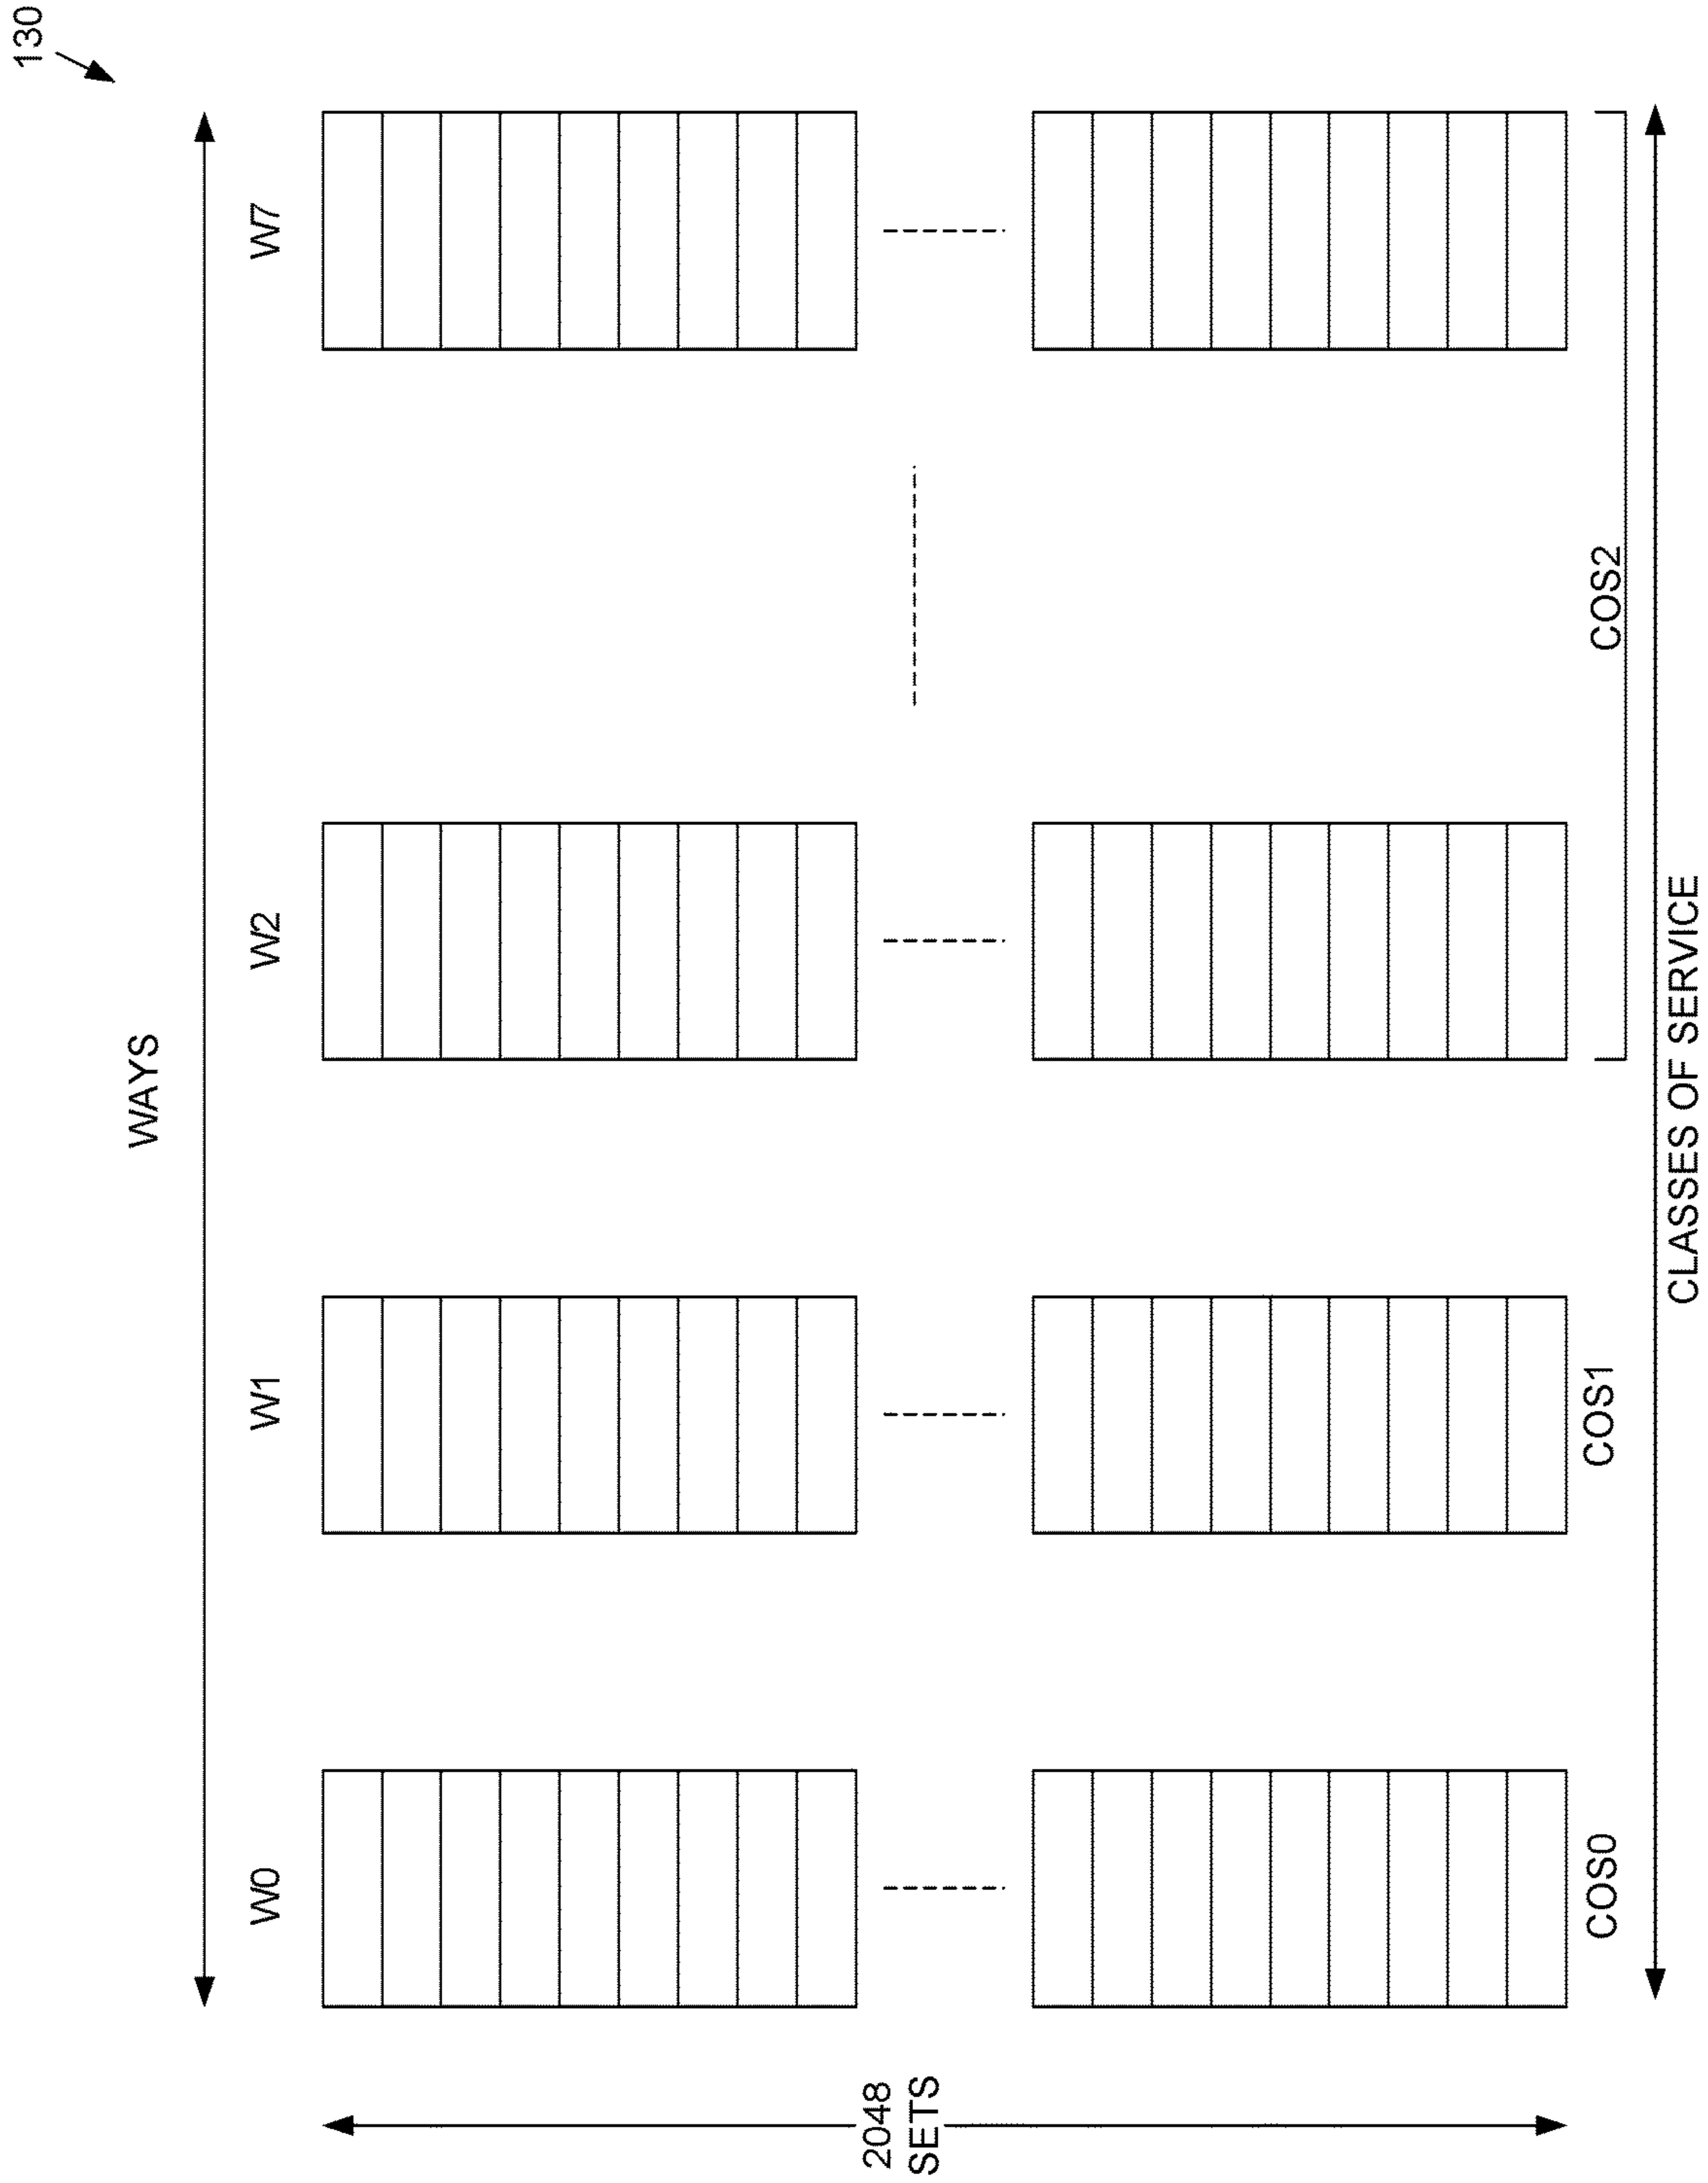 130
WAYS
W0 W1 W2 W7
2048
SETS
COS0 COS1 COS2
CLASSES OF SERVICE